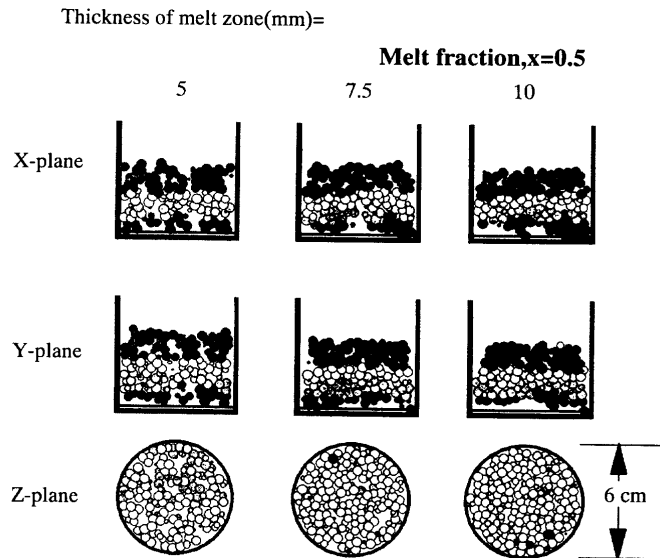 Thickness of melt zone(mm)=
Melt fraction,x=0.5
5 7.5 10
X-plane
Y-plane
Z-plane
6 cm